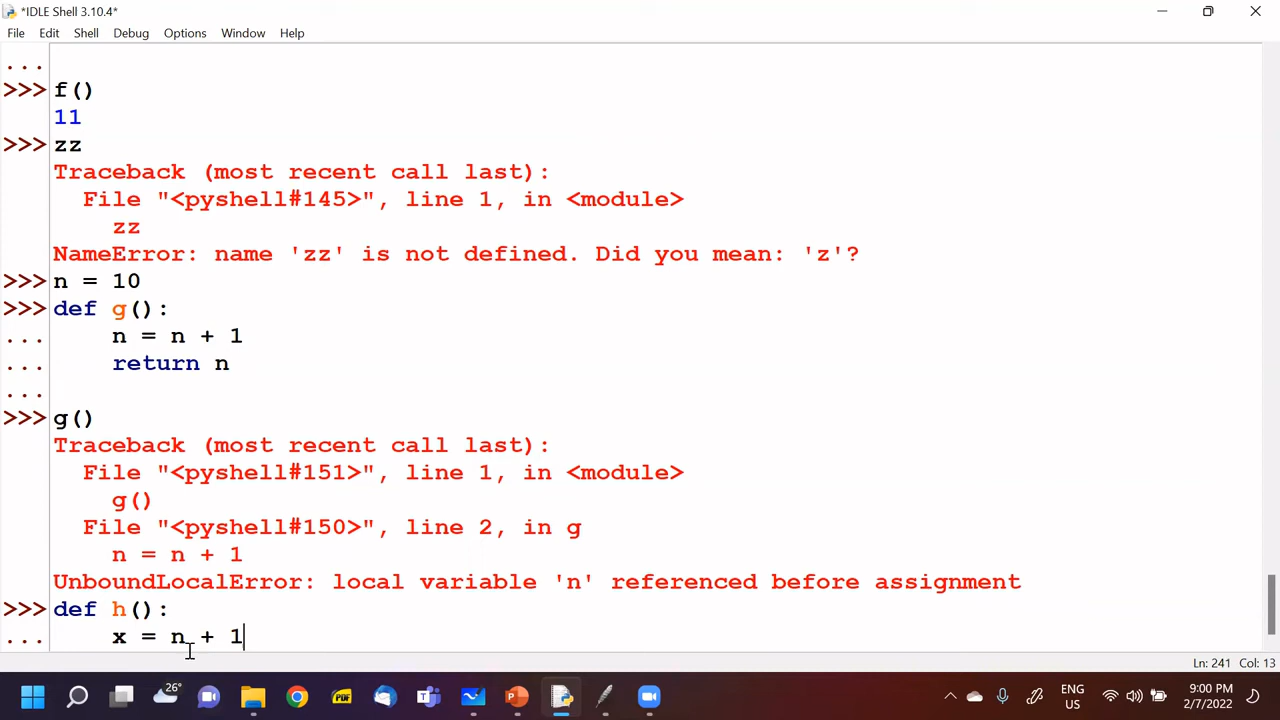 *IDLE Shell 3.10.4*
File Edit Shell Debug Options Window Help
...
>>> f()
11
>>> zz
Traceback (most recent call last):
  File "<pyshell#145>", line 1, in <module>
    zz
NameError: name 'zz' is not defined. Did you mean: 'z'?
>>> n = 10
>>> def g():
...     n = n + 1
...     return n
...
>>> g()
Traceback (most recent call last):
  File "<pyshell#151>", line 1, in <module>
    g()
  File "<pyshell#150>", line 2, in g
    n = n + 1
UnboundLocalError: local variable 'n' referenced before assignment
>>> def h():
...     x = n + 1
Ln: 241 Col: 13
26°
PDF
ENG
US
9:00 PM
2/7/2022